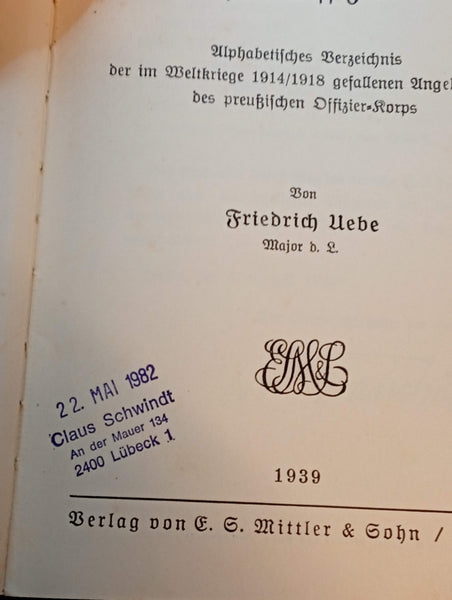 Alphabetisches Verzeichnis
der im Weltkriege 1914/1918 gefallenen
des preußischen Offizier-Korps
Von
Friedrich Uebe
Major d. L.
22. MAI 1982
Claus Schwindt
An der Mauer 134
2400 Lübeck 1
1939
Verlag von E. S. Mittler & Sohn /